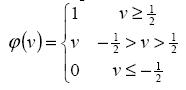 φ(v) = { 1   v ≥ 1/2
v   -1/2 > v > 1/2
0   v ≤ -1/2